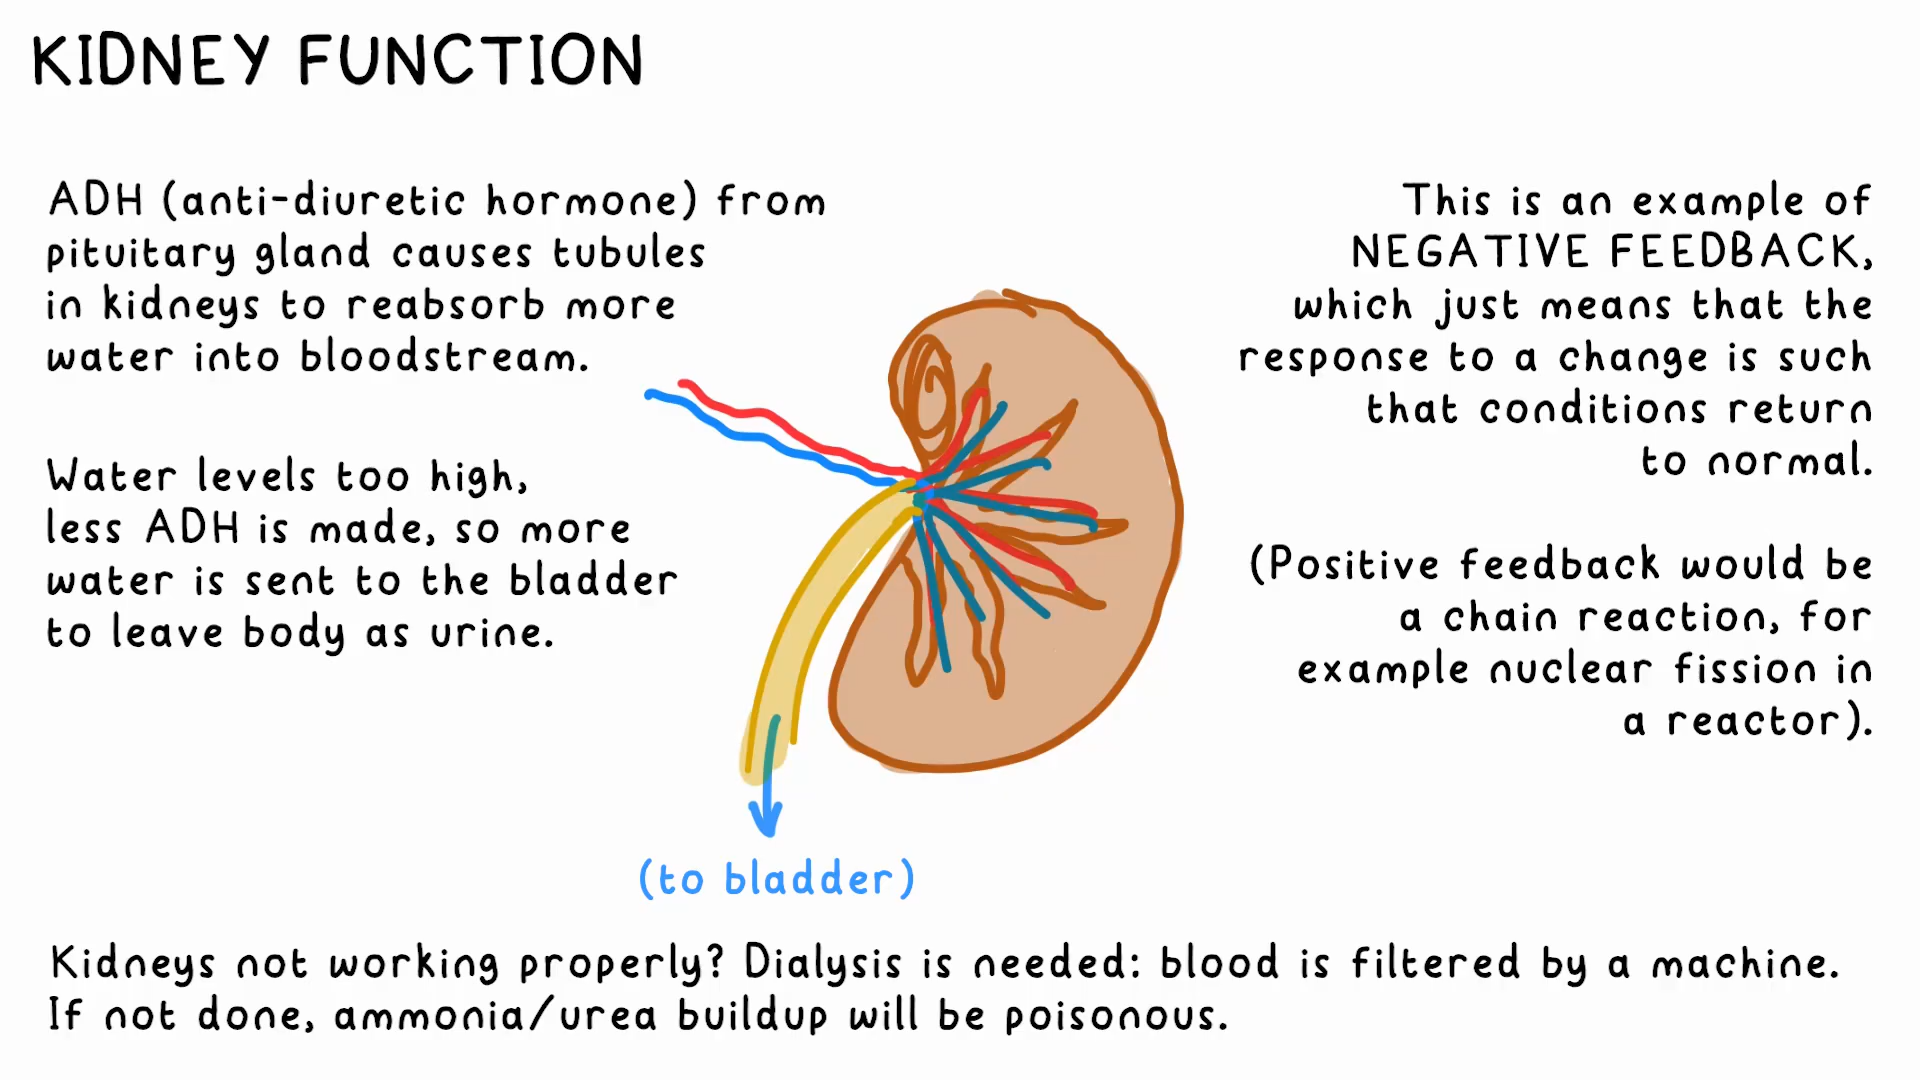 KIDNEY FUNCTION
ADH (anti-diuretic hormone) from
pituitary gland causes tubules
in kidneys to reabsorb more
water into bloodstream.
Water levels too high,
less ADH is made, so more
water is sent to the bladder
to leave body as urine.
This is an example of
NEGATIVE FEEDBACK,
which just means that the
response to a change is such
that conditions return
to normal.
(Positive feedback would be
a chain reaction, for
example nuclear fission in
a reactor).
(to bladder)
Kidneys not working properly? Dialysis is needed: blood is filtered by a machine.
If not done, ammonia/urea buildup will be poisonous.